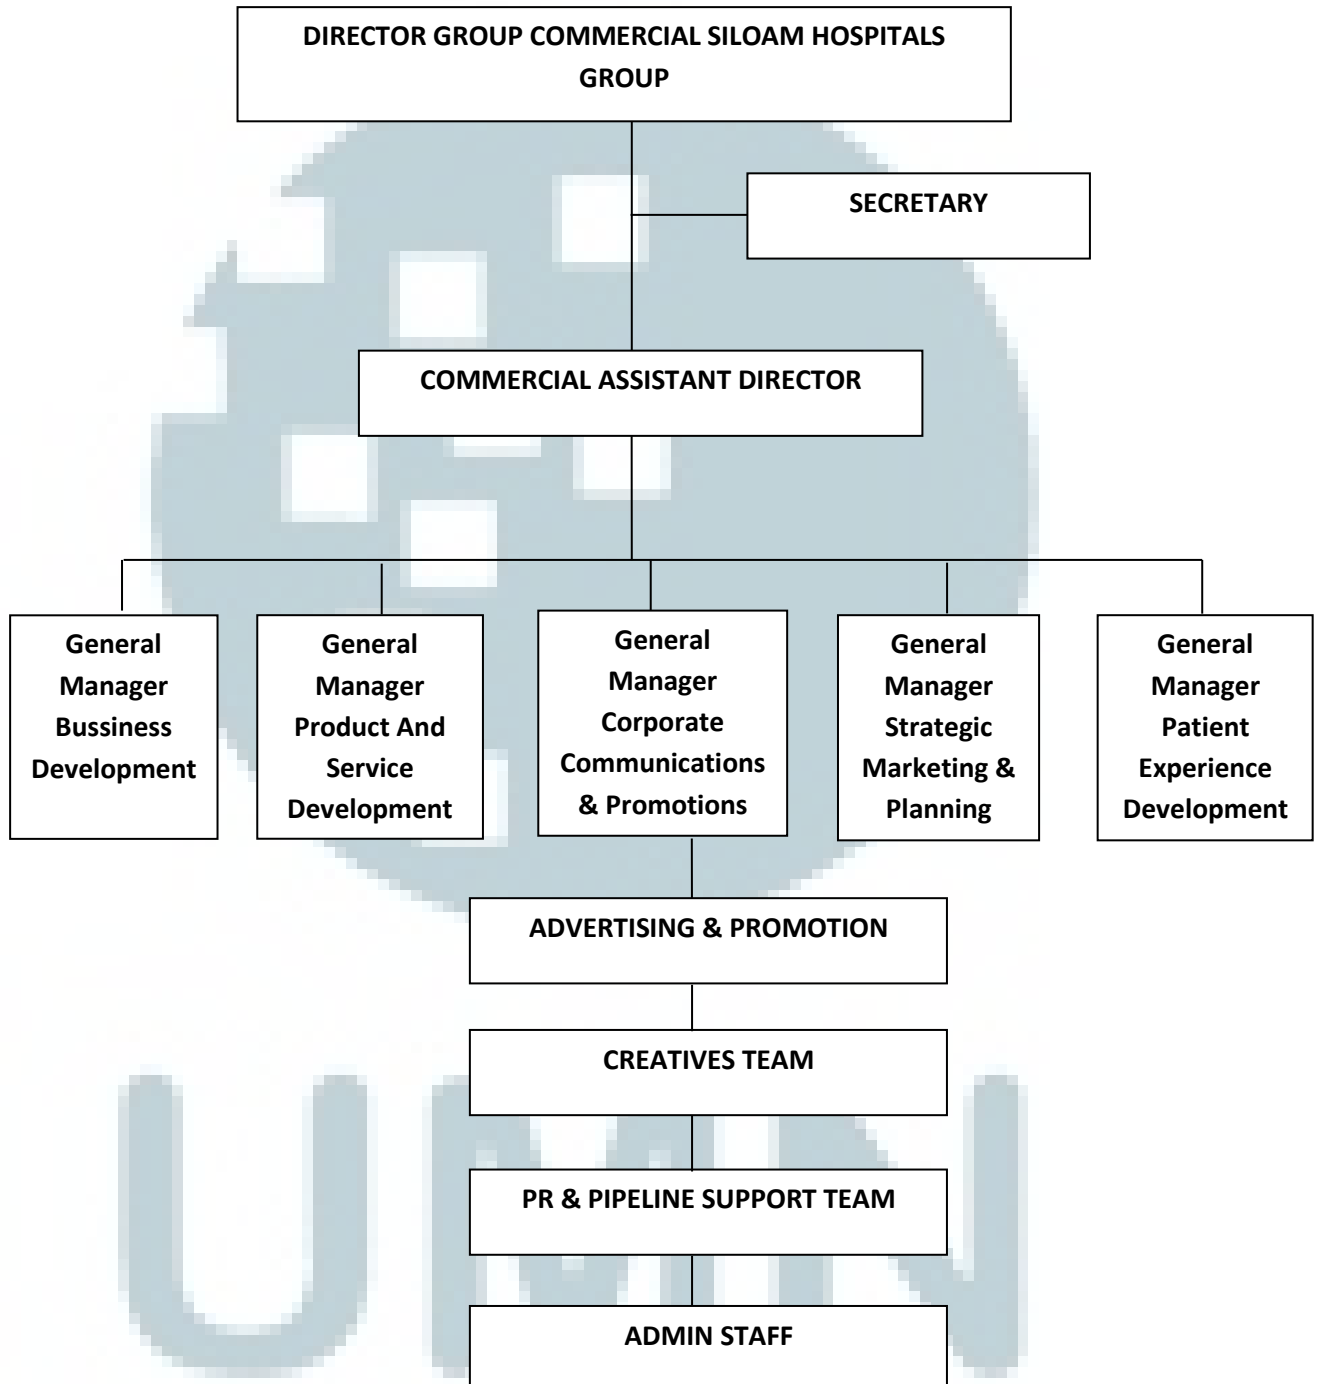 DIRECTOR GROUP COMMERCIAL SILOAM HOSPITALS
GROUP
SECRETARY
COMMERCIAL ASSISTANT DIRECTOR
General
Manager
Bussiness
Development
General
Manager
Product And
Service
Development
General
Manager
Corporate
Communications
& Promotions
General
Manager
Strategic
Marketing &
Planning
General
Manager
Patient
Experience
Development
ADVERTISING & PROMOTION
CREATIVES TEAM
PR & PIPELINE SUPPORT TEAM
ADMIN STAFF
UMN